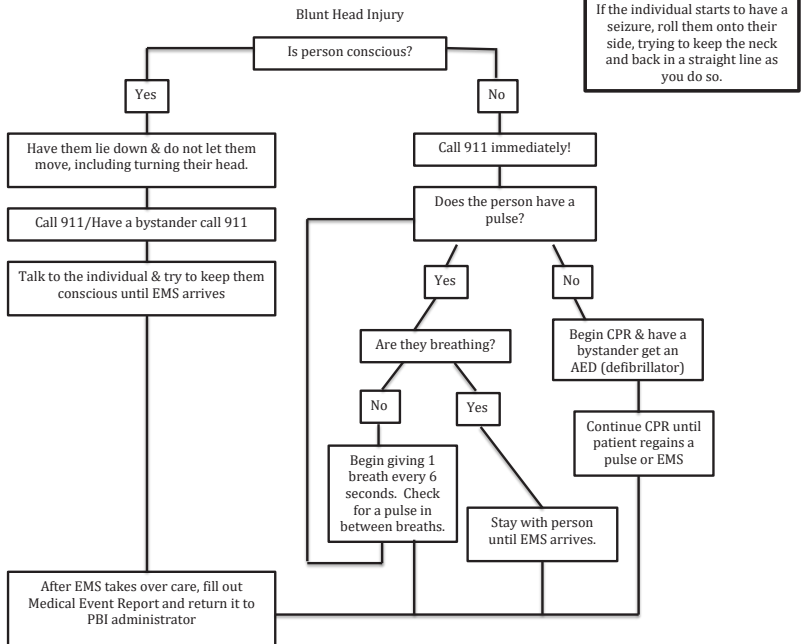 Blunt Head Injury
If the individual starts to have a
seizure, roll them onto their
side, trying to keep the neck
and back in a straight line as
you do so.
Is person conscious?
Yes
No
Have them lie down & do not let them
move, including turning their head.
Call 911 immediately!
Call 911/Have a bystander call 911
Does the person have a
pulse?
Talk to the individual & try to keep them
conscious until EMS arrives
Yes
No
Are they breathing?
Begin CPR & have a
bystander get an
AED (defibrillator)
No
Yes
Continue CPR until
patient regains a
pulse or EMS
Begin giving 1
breath every 6
seconds. Check
for a pulse in
between breaths.
Stay with person
until EMS arrives.
After EMS takes over care, fill out
Medical Event Report and return it to
PBI administrator